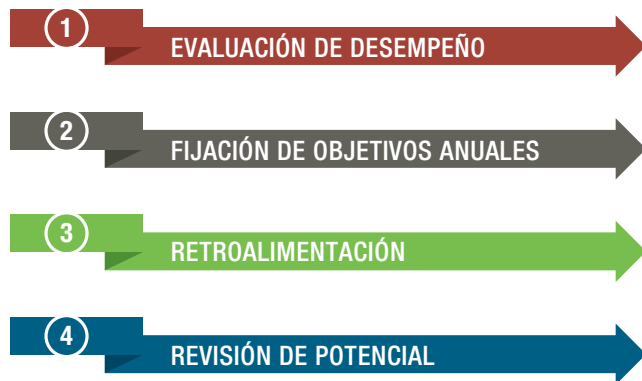 1
EVALUACIÓN DE DESEMPEÑO
2
FIJACIÓN DE OBJETIVOS ANUALES
3
RETROALIMENTACIÓN
4
REVISIÓN DE POTENCIAL